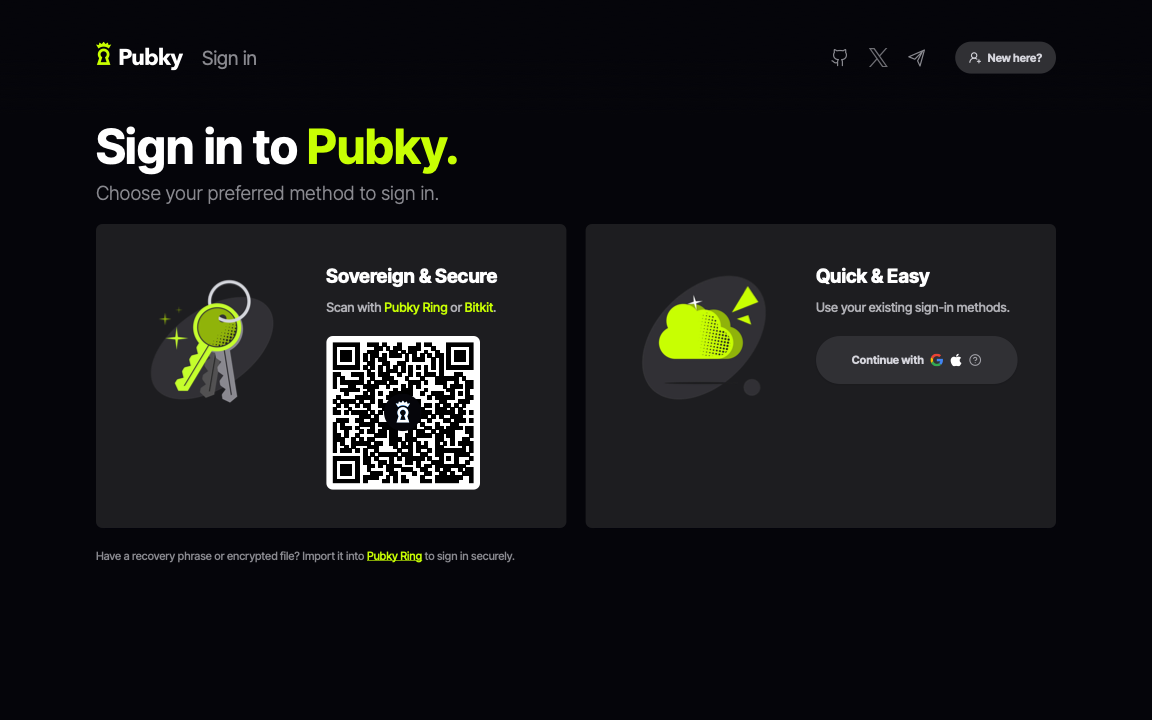 Pubky Sign in
New here?
Sign in to Pubky.
Choose your preferred method to sign in.
Sovereign & Secure
Scan with Pubky Ring or Bitkit.
Quick & Easy
Use your existing sign-in methods.
Continue with
Have a recovery phrase or encrypted file? Import it into Pubky Ring to sign in securely.